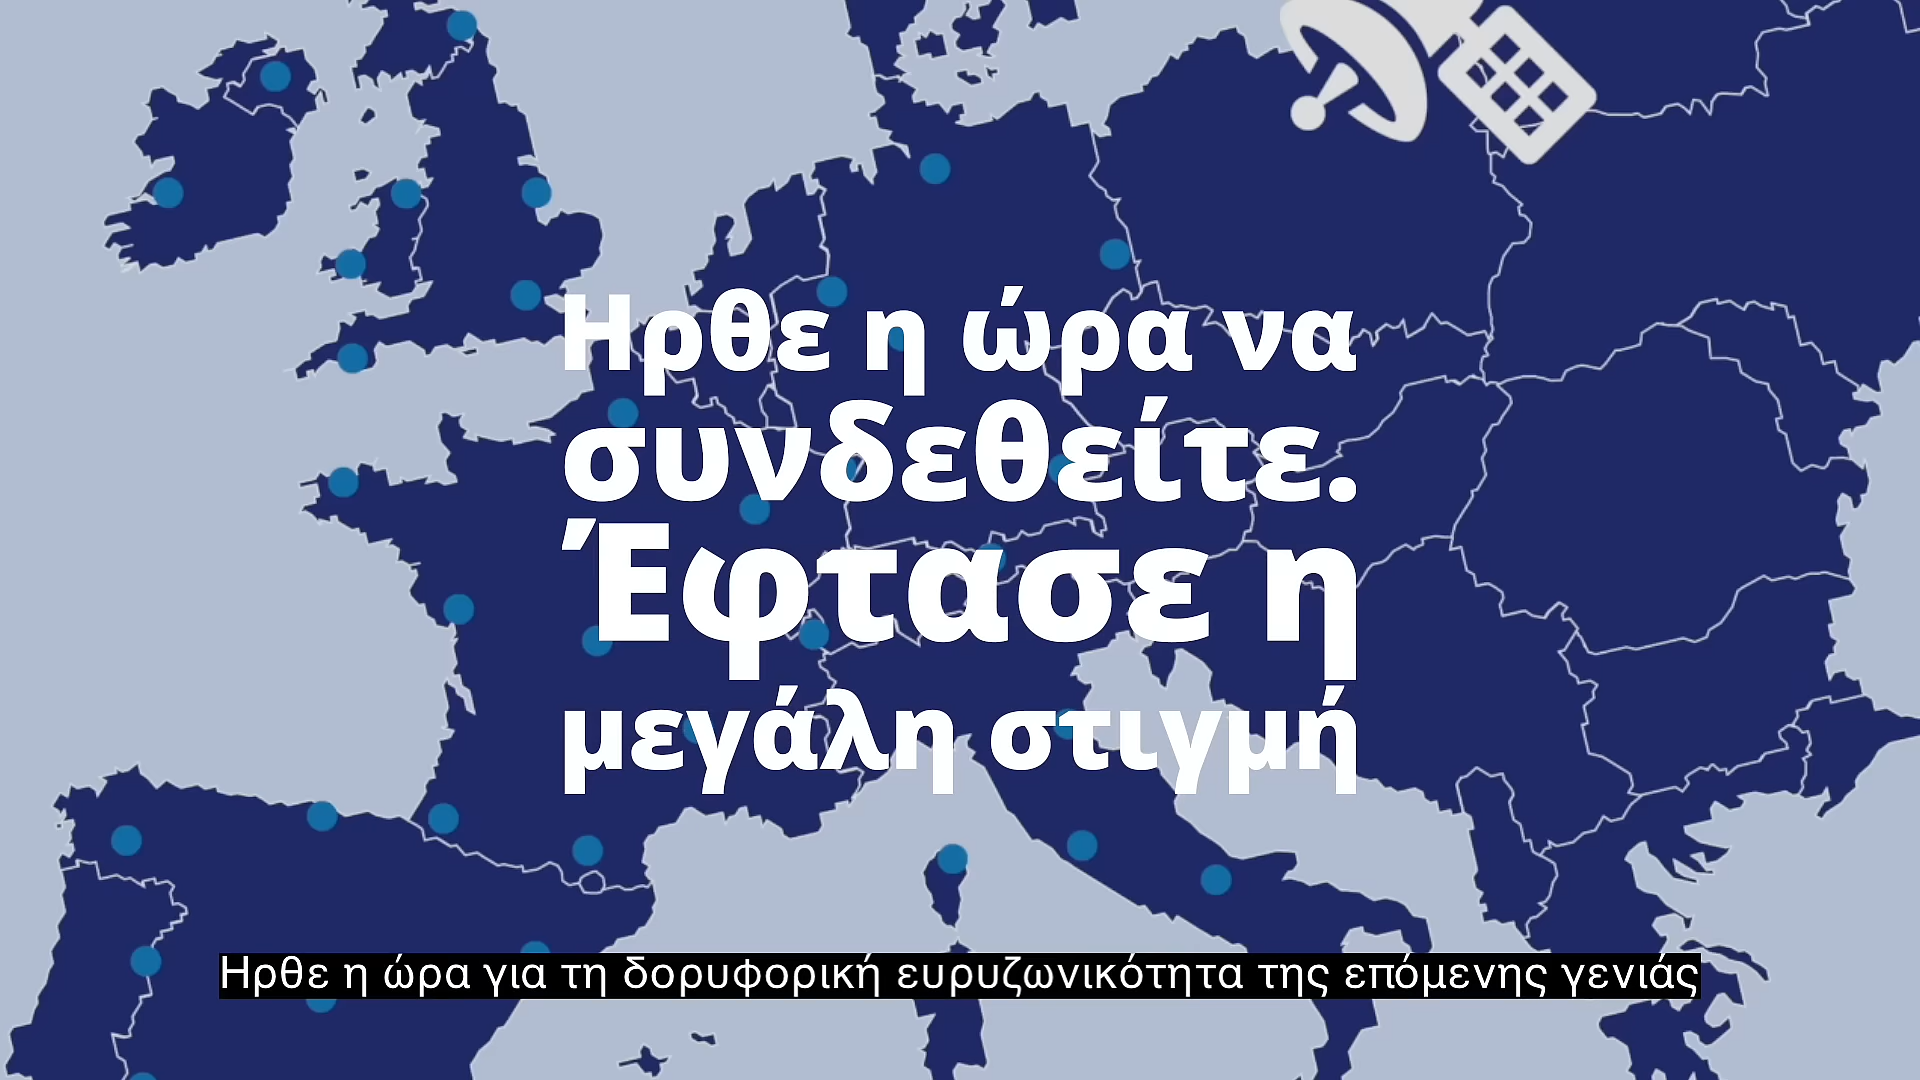 Ηρθε η ώρα να
συνδεθείτε.
Έφτασε η
μεγάλη στιγμή
Ηρθε η ώρα για τη δορυφορική ευρυζωνικότητα της επόμενης γενιάς